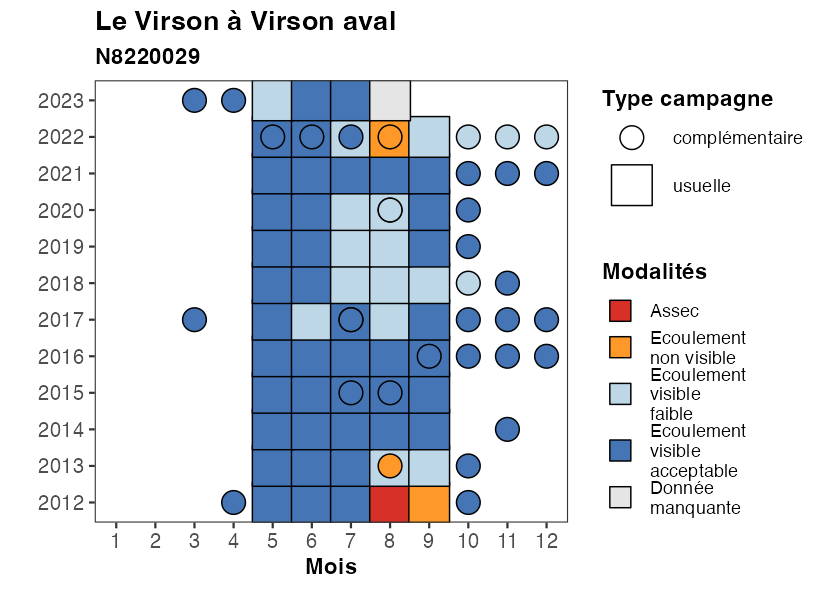 Le Virson à Virson aval
N8220029
2023
2022
2021
2020
2019
2018
2017
2016
2015
2014
2013
2012
1 2 3 4 5 6 7 8 9 10 11 12
Mois
Type campagne
complémentaire
usuelle
Modalités
Assec
Ecoulement
non visible
Ecoulement
visible
faible
Ecoulement
visible
acceptable
Donnée
manquante